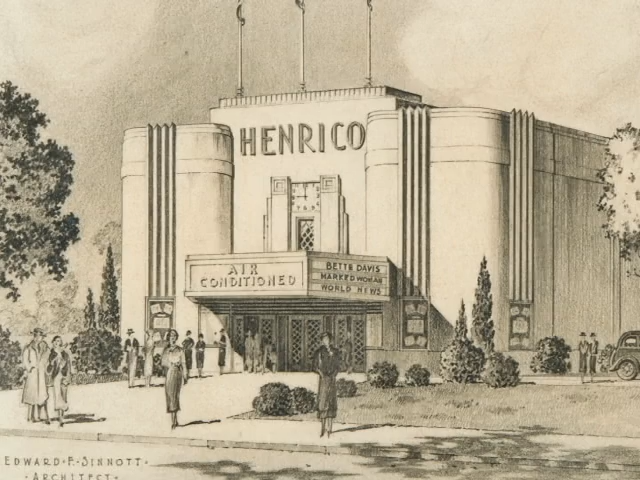 HENRICO
AIR
CONDITIONED
BETTE DAVIS
MARKED WOMAN
WORLD NEWS
EDWARD·F·SINNOTT·
·ARCHITECT·